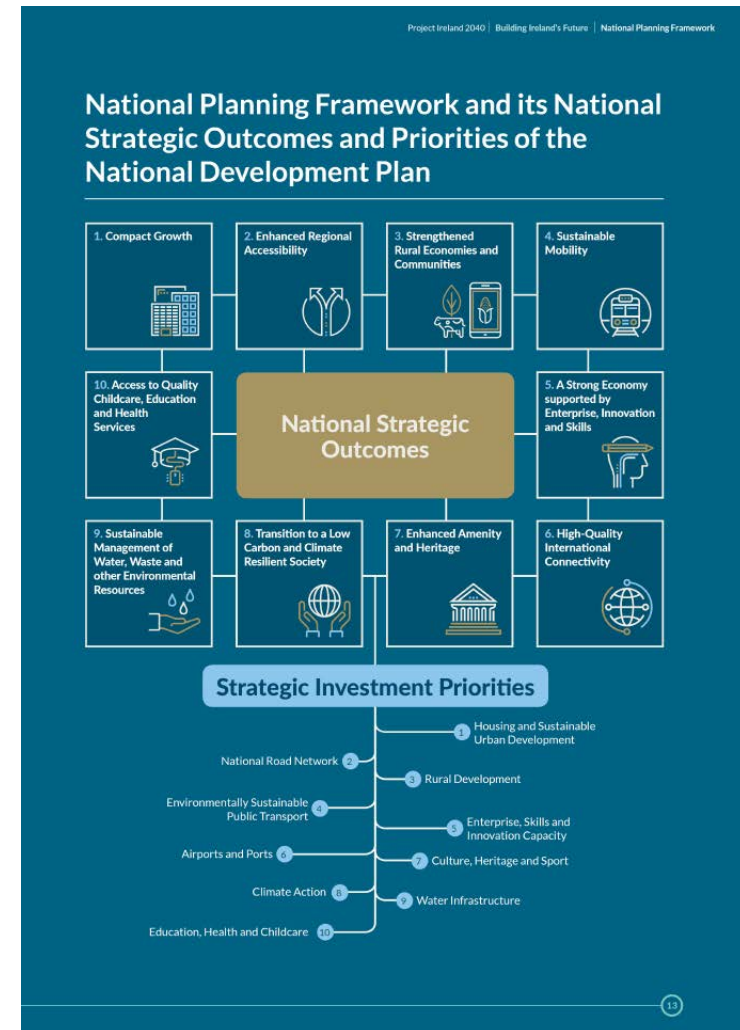 Project Ireland 2040 | Building Ireland's Future | National Planning Framework
National Planning Framework and its National
Strategic Outcomes and Priorities of the
National Development Plan
1. Compact Growth
2. Enhanced Regional
Accessibility
3. Strengthened
Rural Economies and
Communities
4. Sustainable
Mobility
10. Access to Quality
Childcare, Education
and Health
Services
National Strategic
Outcomes
5. A Strong Economy
supported by
Enterprise, Innovation
and Skills
9. Sustainable
Management of
Water, Waste and
other Environmental
Resources
8. Transition to a Low
Carbon and Climate
Resilient Society
7. Enhanced Amenity
and Heritage
6. High-Quality
International
Connectivity
Strategic Investment Priorities
1 Housing and Sustainable
Urban Development
National Road Network 2
3 Rural Development
Environmentally Sustainable
Public Transport 4
5 Enterprise, Skills and
Innovation Capacity
Airports and Ports 6
7 Culture, Heritage and Sport
Climate Action 8
9 Water Infrastructure
Education, Health and Childcare 10
13